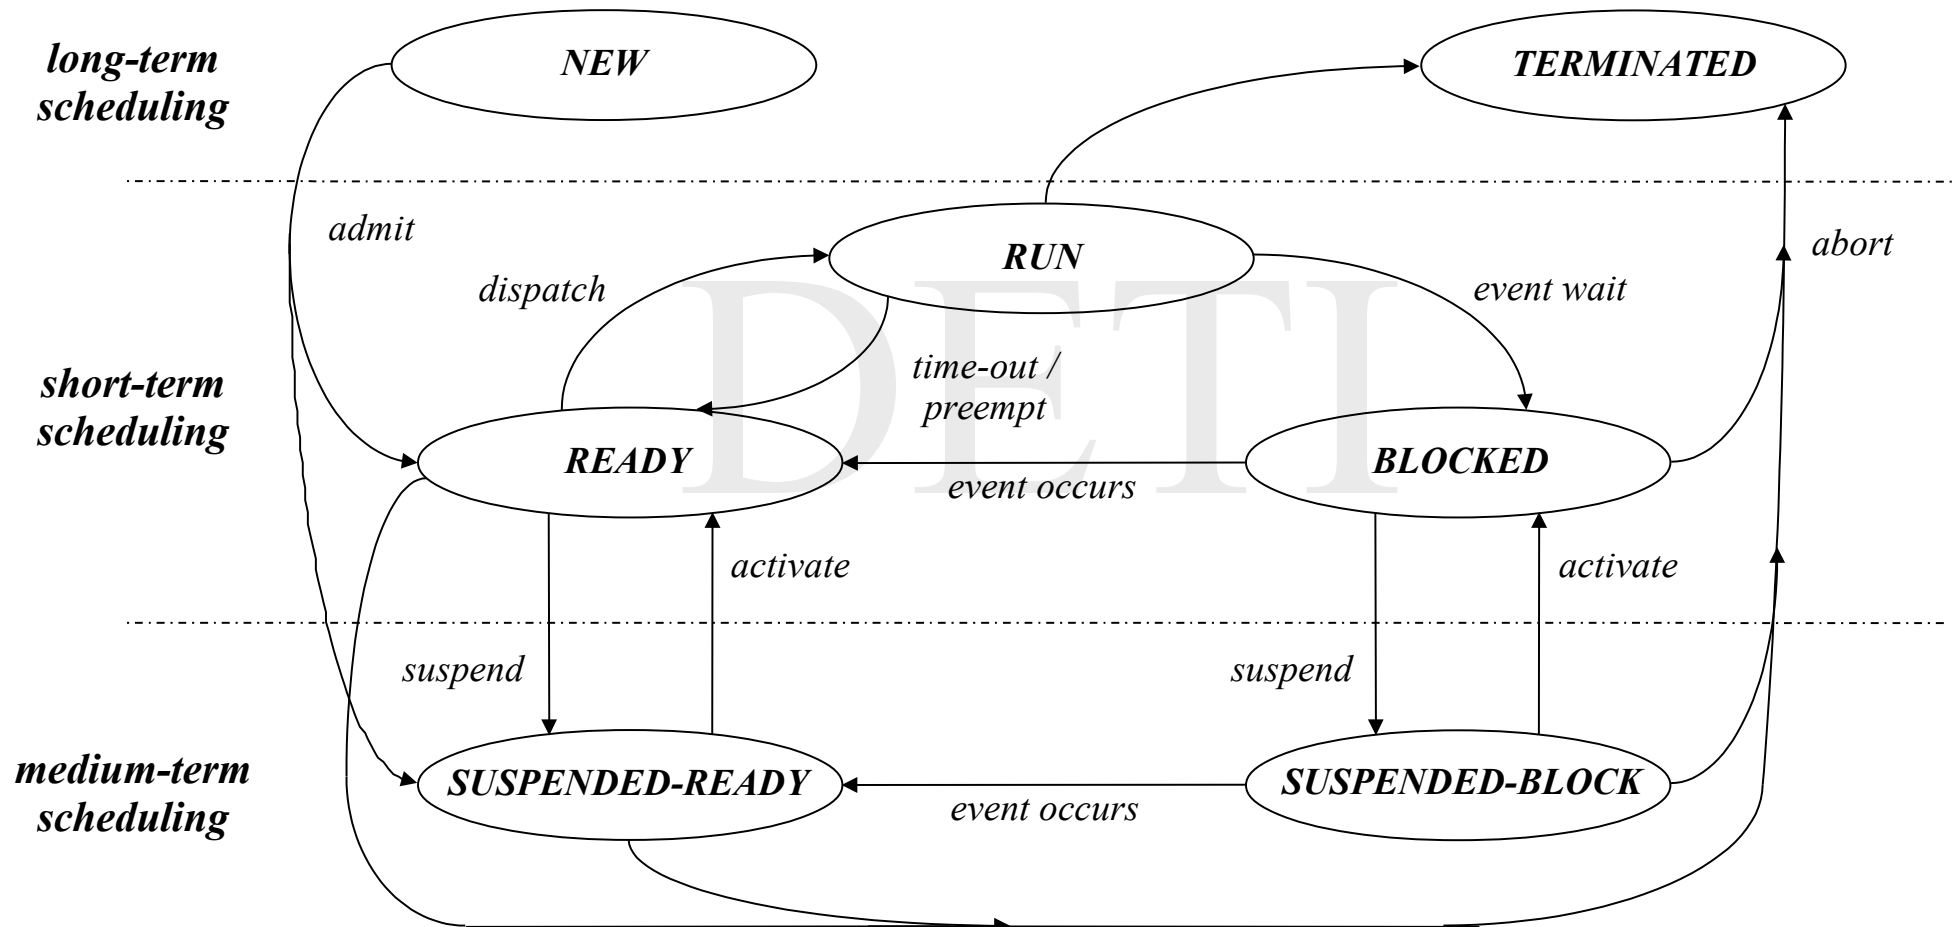 long-term
scheduling
NEW
TERMINATED
admit
RUN
abort
dispatch
event wait
time-out /
preempt
short-term
scheduling
READY
BLOCKED
event occurs
activate
activate
suspend
suspend
medium-term
scheduling
SUSPENDED-READY
SUSPENDED-BLOCK
event occurs
DETI